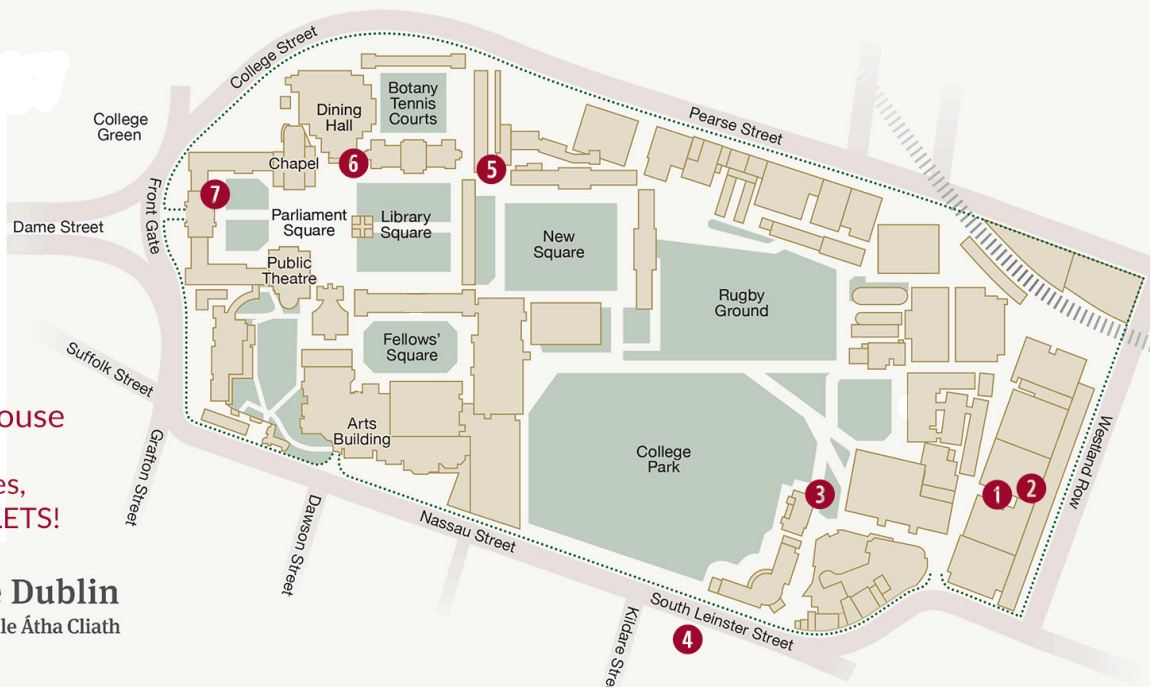 College Street
College
Green
Dining
Hall
Botany
Tennis
Courts
Pearse Street
Chapel
6
5
7
Front Gate
Dame Street
Parliament
Square
Library
Square
New
Square
Public
Theatre
Rugby
Ground
Fellows'
Square
Suffolk Street
Arts
Building
College
Park
Westland Row
Grafton Street
Dawson Street
Nassau Street
3
1
2
South Leinster Street
4
Kildare Stre
ouse
es,
LETS!
e Dublin
le Átha Cliath